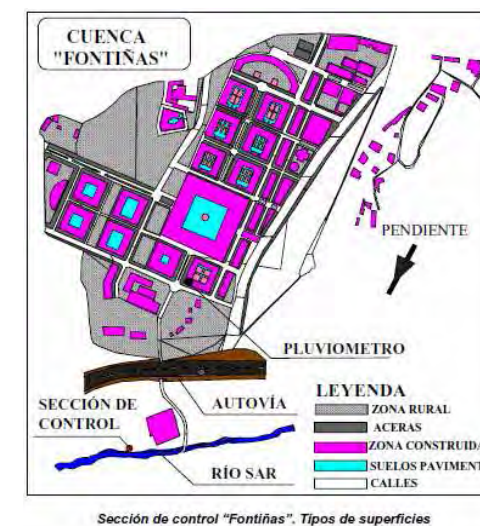 CUENCA
"FONTIÑAS"
PENDIENTE
PLUVIOMETRO
AUTOVÍA
SECCIÓN DE
CONTROL
RÍO SAR
LEYENDA
ZONA RURAL
ACERAS
ZONA CONSTRUIDA
SUELOS PAVIMENT
CALLES
Sección de control "Fontiñas". Tipos de superficies